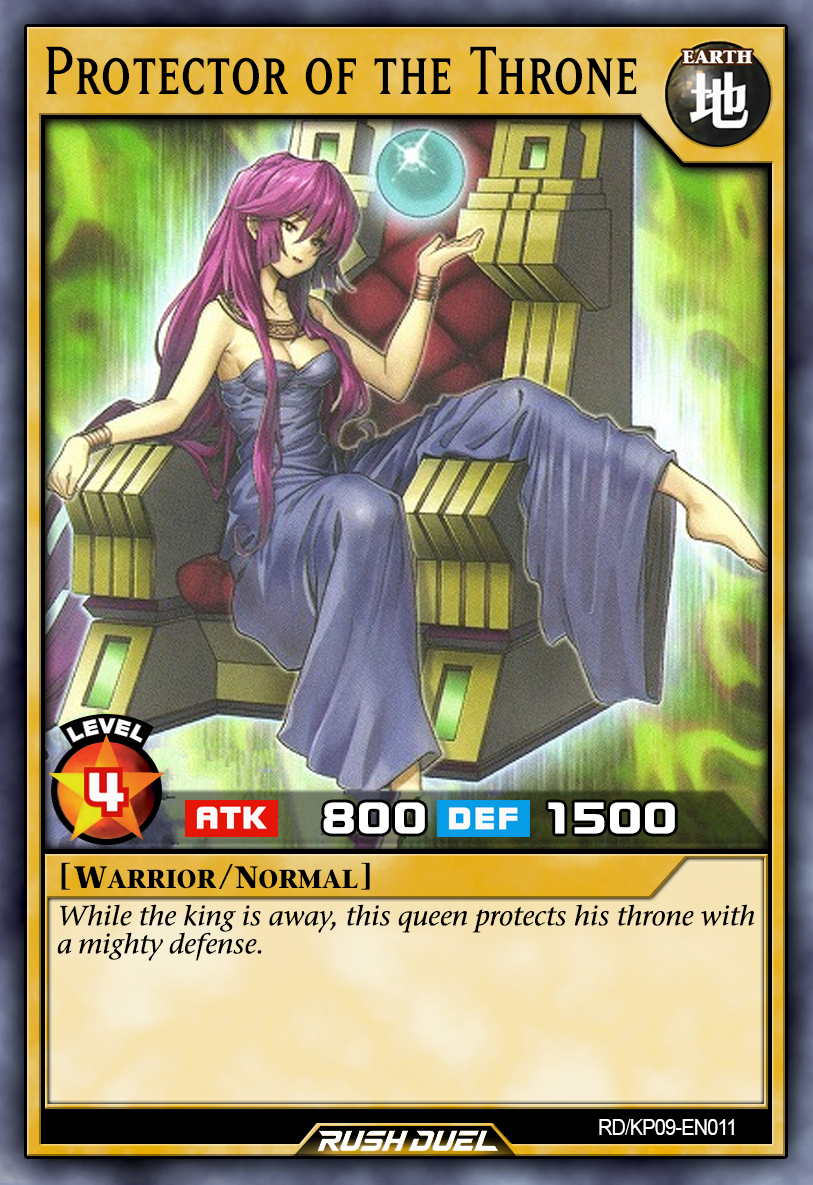 PROTECTOR OF THE THRONE
EARTH
地
LEVEL
4
ATK 800 DEF 1500
[WARRIOR/NORMAL]
While the king is away, this queen protects his throne with
a mighty defense.
RD/KP09-EN011
RUSH DUEL